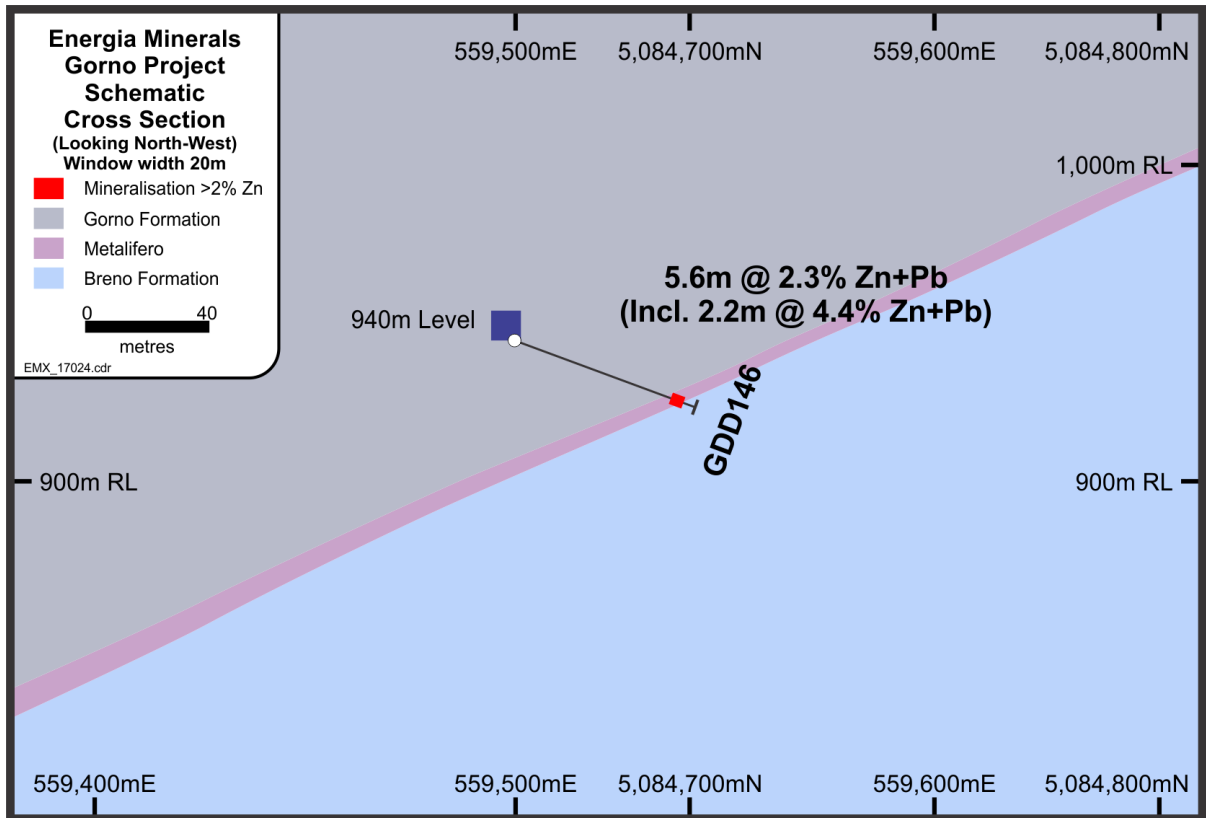 Energia Minerals
Gorno Project
Schematic
Cross Section
(Looking North-West)
Window width 20m
Mineralisation >2% Zn
Gorno Formation
Metalifero
Breno Formation
0 40
metres
EMX_17024.cdr
559,500mE 5,084,700mN 559,600mE 5,084,800mN
1,000m RL
5.6m @ 2.3% Zn+Pb
(Incl. 2.2m @ 4.4% Zn+Pb)
940m Level
GDD146
900m RL 900m RL
559,400mE 559,500mE 5,084,700mN 559,600mE 5,084,800mN